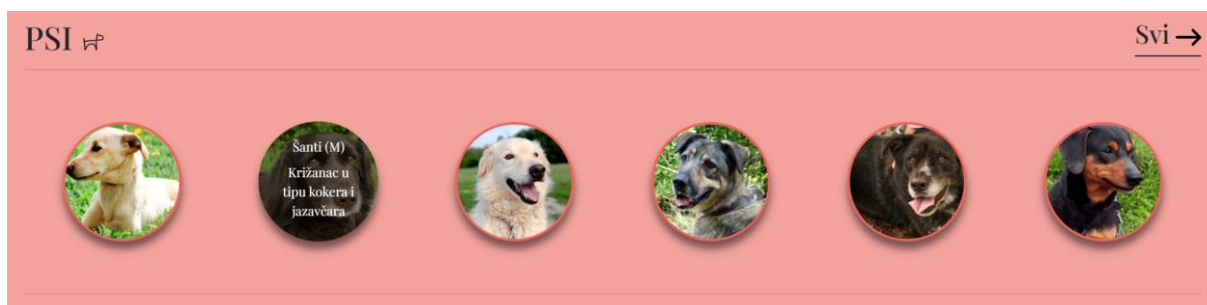 PSI
Svi
Šanti (M)
Križanac u
tipu kokera i
jazavčara